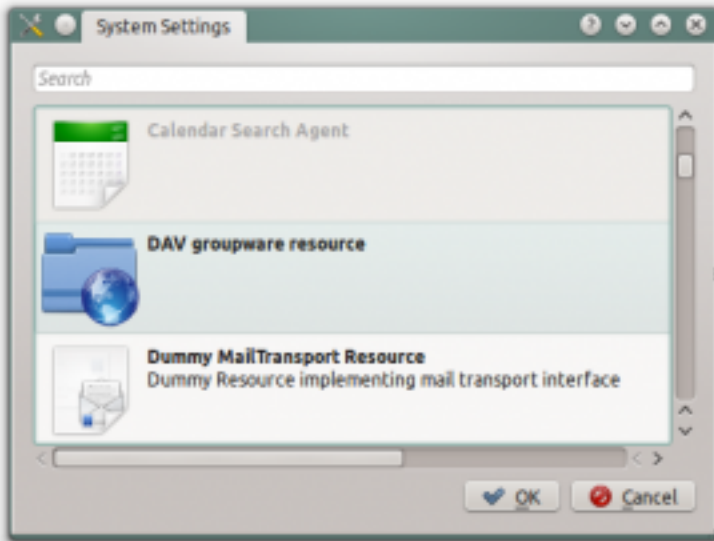 System Settings
Search
Calendar Search Agent
DAV groupware resource
Dummy MailTransport Resource
Dummy Resource implementing mail transport interface
OK
Cancel